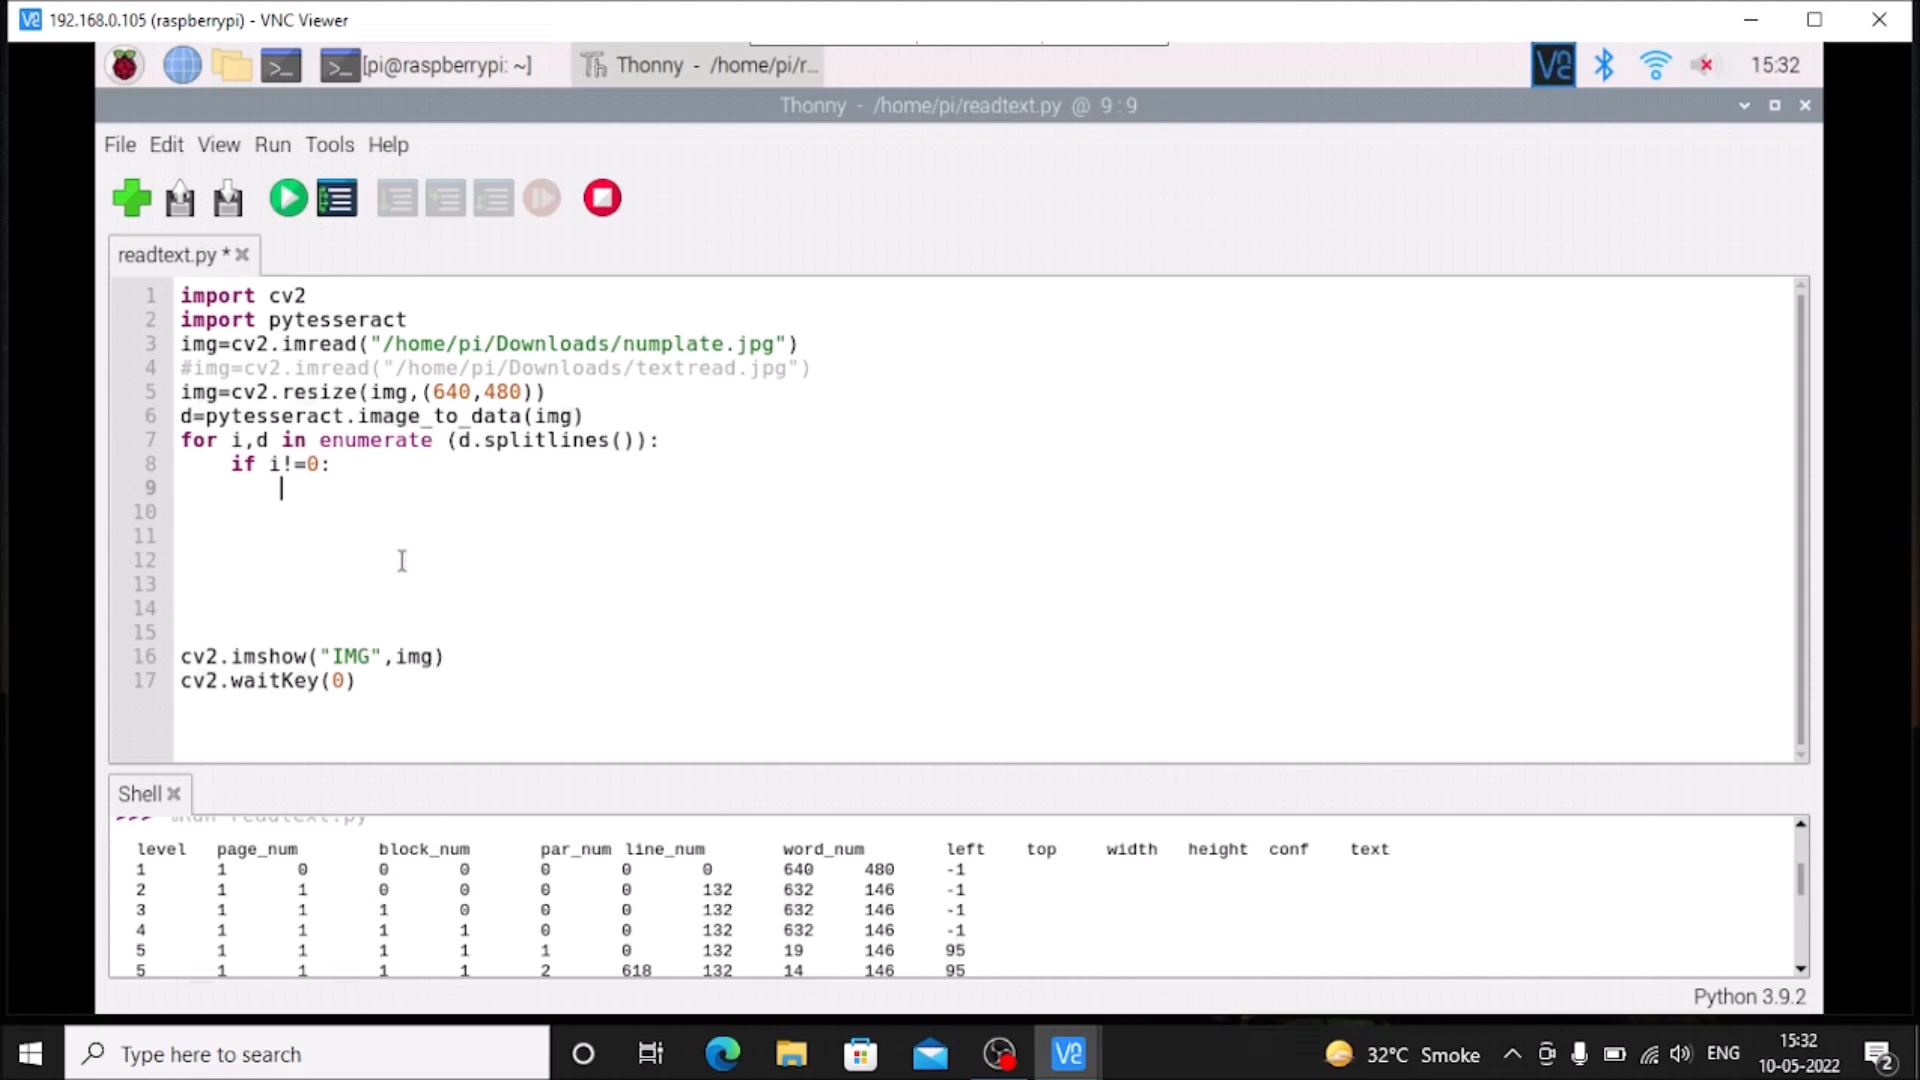 192.168.0.105 (raspberrypi) - VNC Viewer
[pi@raspberrypi: ~]
Thonny - /home/pi/r...
15:32
Thonny - /home/pi/readtext.py @ 9:9
File Edit View Run Tools Help
readtext.py *
1 import cv2
2 import pytesseract
3 img=cv2.imread("/home/pi/Downloads/numplate.jpg")
4 #img=cv2.imread("/home/pi/Downloads/textread.jpg")
5 img=cv2.resize(img,(640,480))
6 d=pytesseract.image_to_data(img)
7 for i,d in enumerate (d.splitlines()):
8 if i!=0:
9
10
11
12
13
14
15
16 cv2.imshow("IMG",img)
17 cv2.waitKey(0)
Shell
>>> %Run readtext.py
level page_num block_num par_num line_num word_num left top width height conf text
1 1 0 0 0 0 0 0 640 480 -1
2 1 1 0 0 0 0 132 632 146 -1
3 1 1 1 0 0 0 132 632 146 -1
4 1 1 1 1 0 0 132 632 146 -1
5 1 1 1 1 1 0 132 19 146 95
5 1 1 1 1 2 618 132 14 146 95
Python 3.9.2
Type here to search
32°C Smoke
ENG
15:32
10-05-2022
2